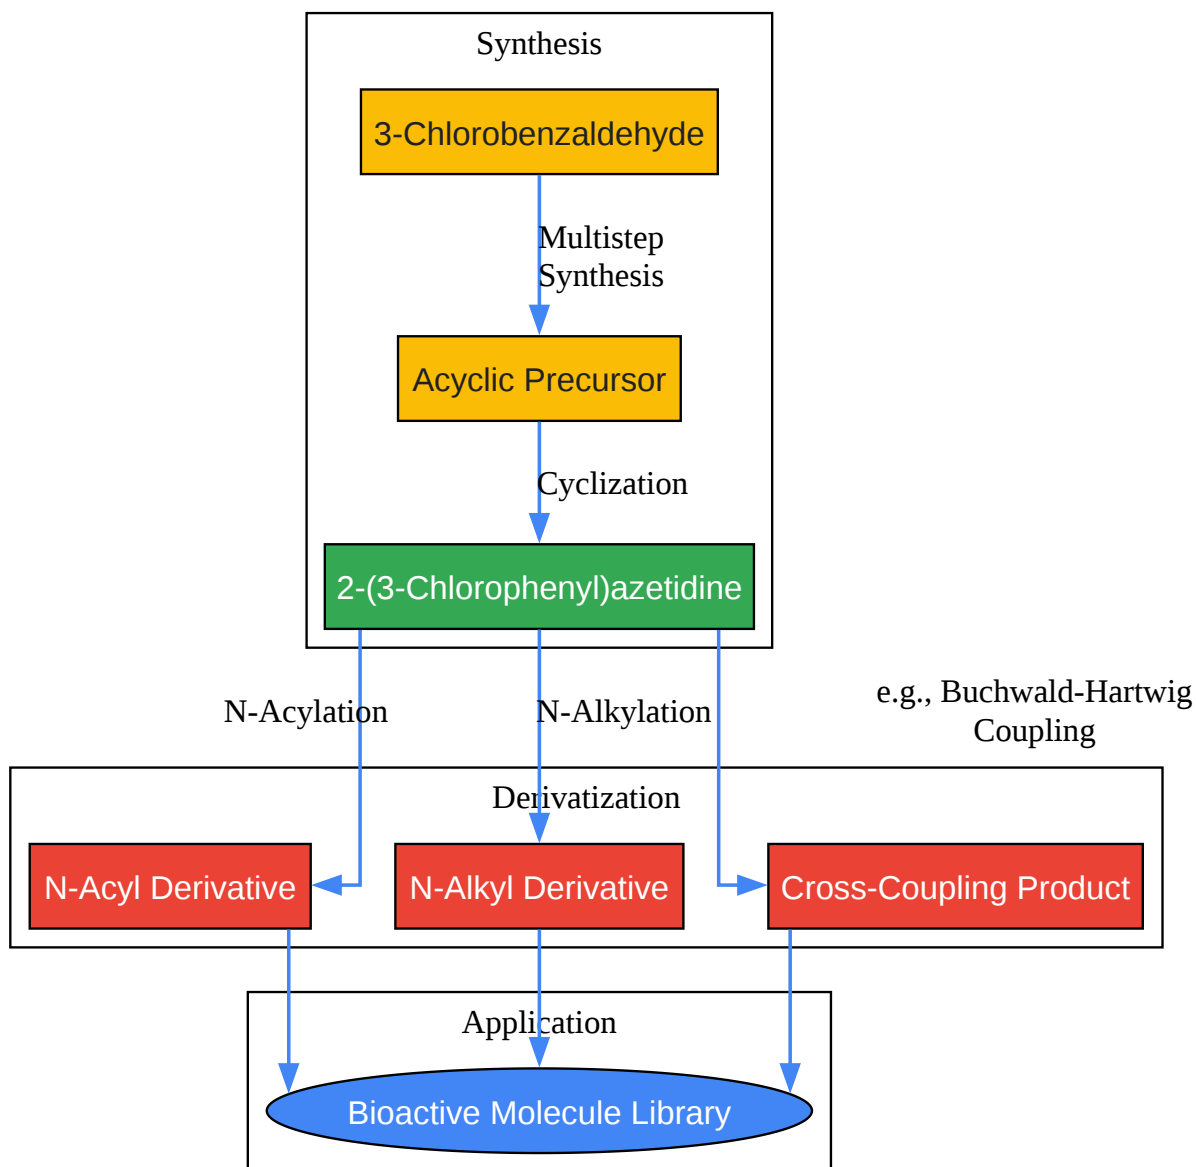 Synthesis
3-Chlorobenzaldehyde
Multistep
Synthesis
Acyclic Precursor
Cyclization
2-(3-Chlorophenyl)azetidine
N-Acylation
N-Alkylation
e.g., Buchwald-Hartwig
Coupling
Derivatization
N-Acyl Derivative
N-Alkyl Derivative
Cross-Coupling Product
Application
Bioactive Molecule Library